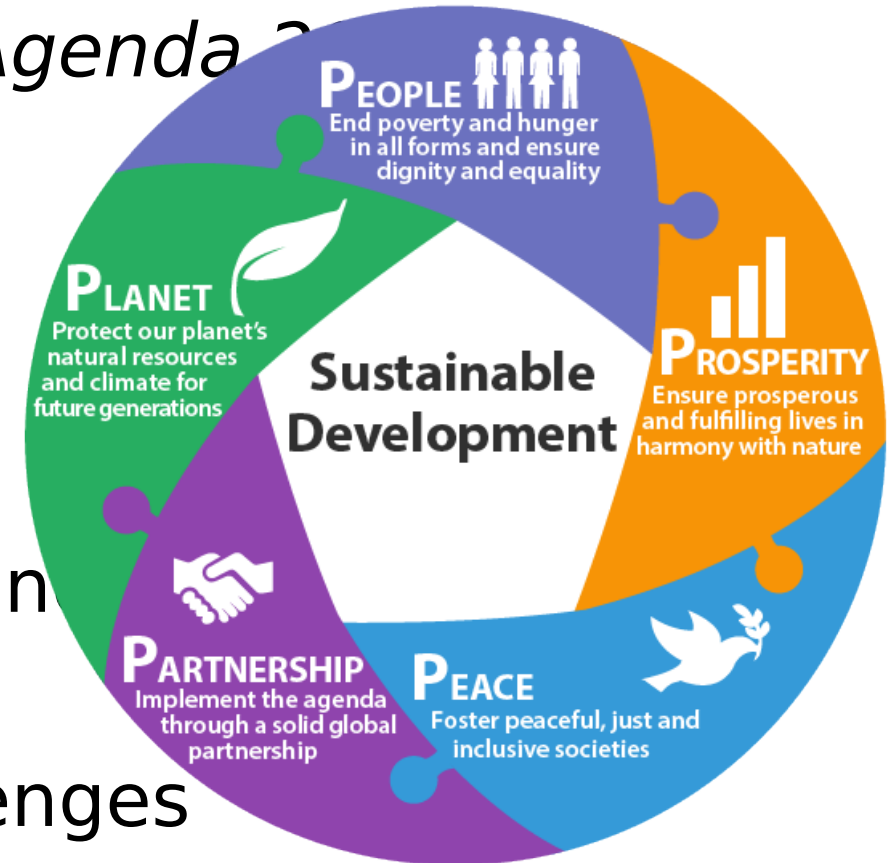 Agenda
PEOPLE
End poverty and hunger
in all forms and ensure
dignity and equality
PLANET
Protect our planet's
natural resources
and climate for
future generations
PROSPERITY
Ensure prosperous
and fulfilling lives in
harmony with nature
Sustainable
Development
PARTNERSHIP
Implement the agenda
through a solid global
partnership
PEACE
Foster peaceful, just and
inclusive societies
enges